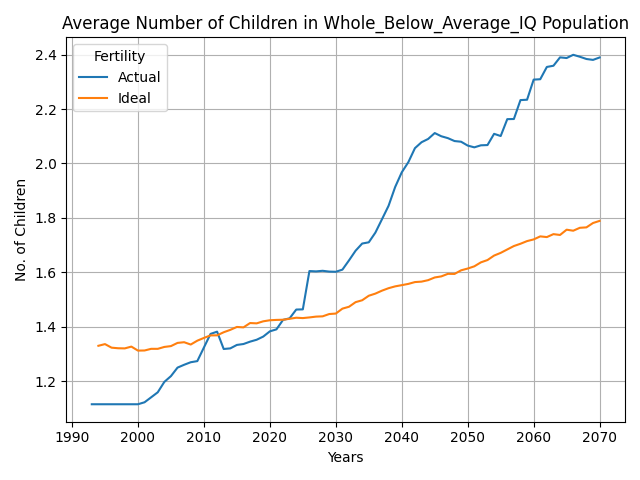 Average Number of Children in Whole_Below_Average_IQ Population
Fertility
Actual
Ideal
No. of Children
2.4
2.2
2.0
1.8
1.6
1.4
1.2
1990 2000 2010 2020 2030 2040 2050 2060 2070
Years